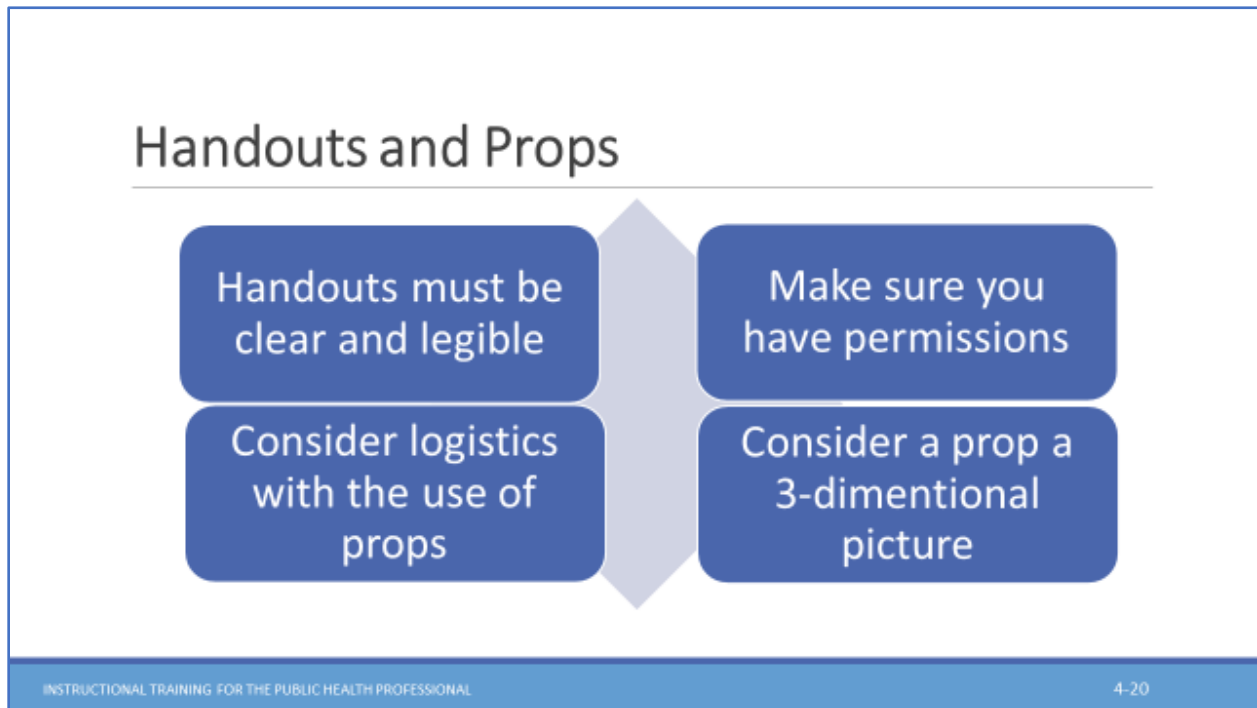 Handouts and Props
Handouts must be
clear and legible
Make sure you
have permissions
Consider logistics
with the use of
props
Consider a prop a
3-dimentional
picture
INSTRUCTIONAL TRAINING FOR THE PUBLIC HEALTH PROFESSIONAL
4-20